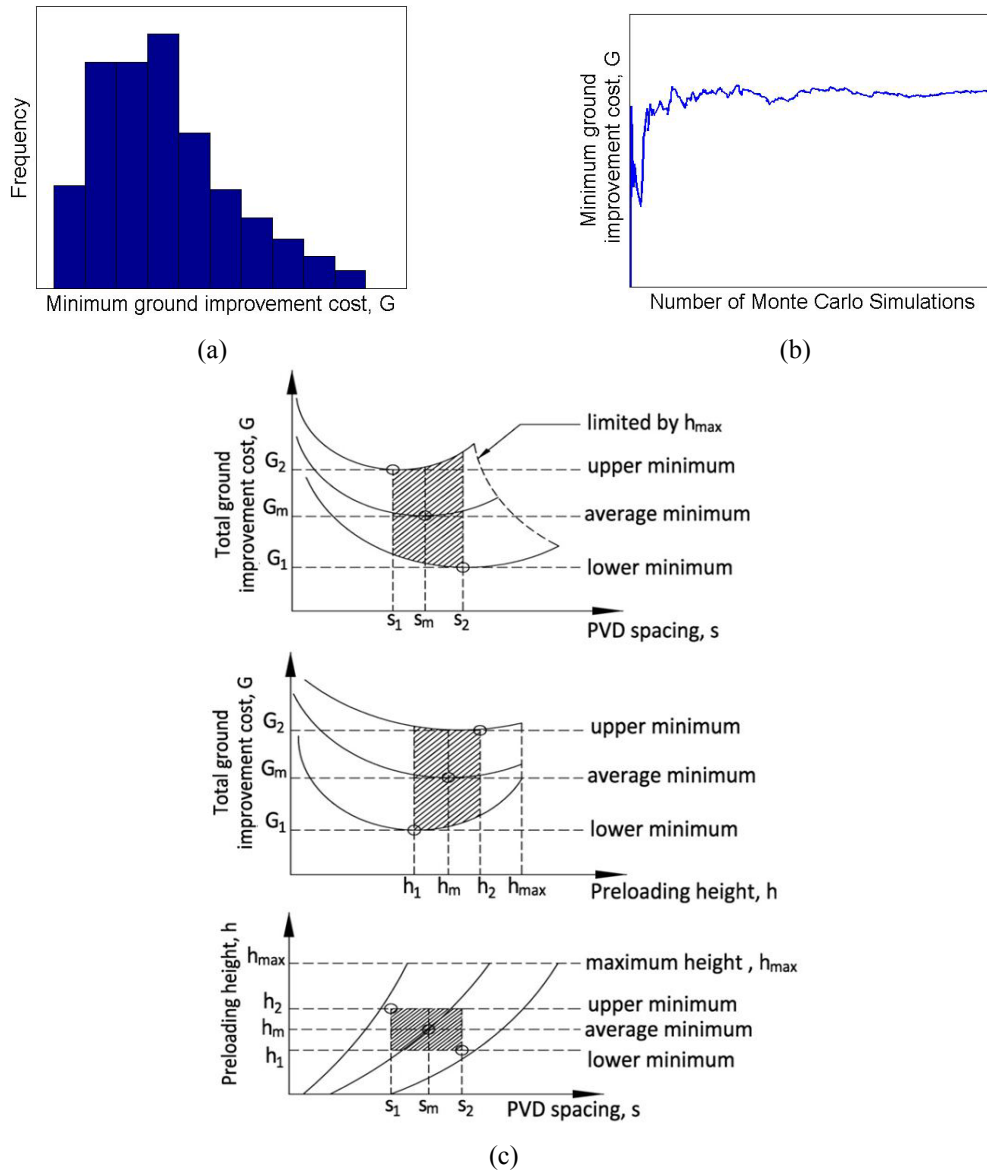 Frequency
Minimum ground improvement cost, G
(a)
Minimum ground
improvement cost, G
Number of Monte Carlo Simulations
(b)
Total ground
improvement cost, G
G2
Gm
G1
limited by hmax
upper minimum
average minimum
lower minimum
s1 sm s2
PVD spacing, s
Total ground
improvement cost, G
G2
Gm
G1
upper minimum
average minimum
lower minimum
h1 hm h2 hmax
Preloading height, h
Preloading height, h
hmax
h2
hm
h1
maximum height , hmax
upper minimum
average minimum
lower minimum
s1 sm s2
PVD spacing, s
(c)